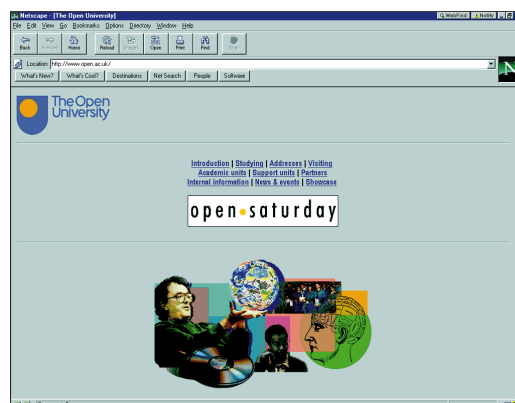 Netscape - [The Open University]
WebFind Notify
File Edit View Go Bookmarks Options Directory Window Help
Back Forward Home Reload Images Open Print Find Stop
Location: http://www.open.ac.uk/
What's New? What's Cool? Destinations Net Search People Software
N
The Open
University
Introduction | Studying | Addresses | Visiting
Academic units | Support units | Partners
Internal information | News & events | Showcase
open•saturday